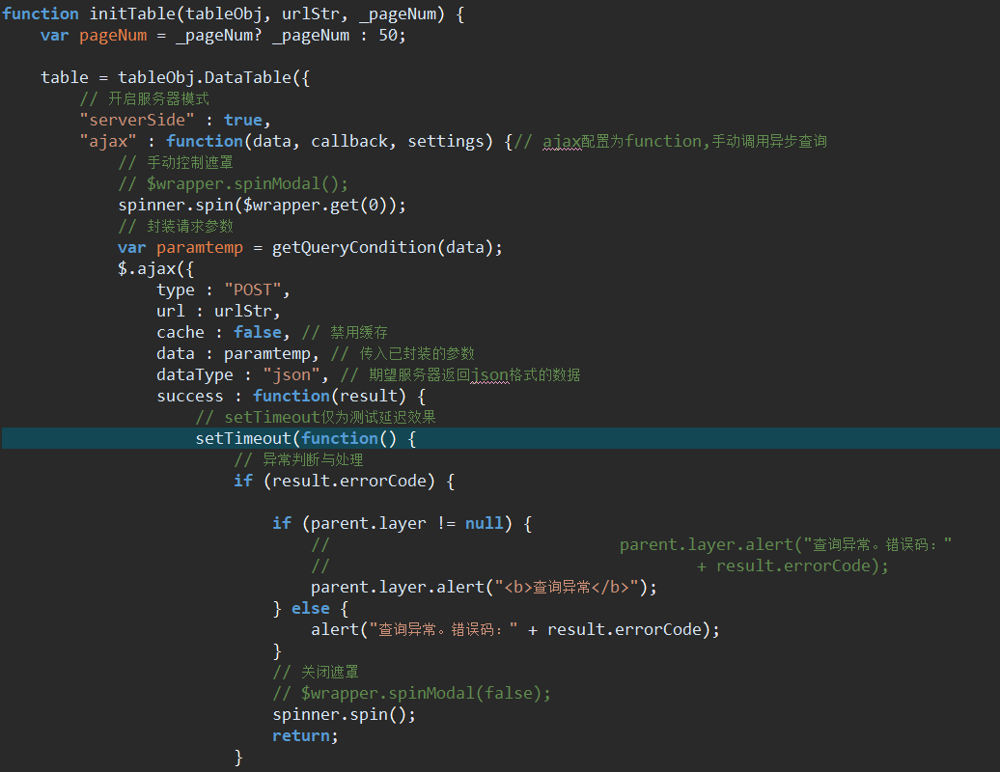 function initTable(tableObj, urlStr, _pageNum) {
    var pageNum = _pageNum? _pageNum : 50;

    table = tableObj.DataTable({
        // 开启服务器模式
        "serverSide" : true,
        "ajax" : function(data, callback, settings) {// ajax配置为function,手动调用异步查询
            // 手动控制遮罩
            // $wrapper.spinModal();
            spinner.spin($wrapper.get(0));
            // 封装请求参数
            var paramtemp = getQueryCondition(data);
            $.ajax({
                type : "POST",
                url : urlStr,
                cache : false, // 禁用缓存
                data : paramtemp, // 传入已封装的参数
                dataType : "json", // 期望服务器返回json格式的数据
                success : function(result) {
                    // setTimeout仅为测试延迟效果
                    setTimeout(function() {
                        // 异常判断与处理
                        if (result.errorCode) {

                            if (parent.layer != null) {
                                //                              parent.layer.alert("查询异常。错误码："
                                //                                      + result.errorCode);
                                parent.layer.alert("<b>查询异常</b>");
                            } else {
                                alert("查询异常。错误码：" + result.errorCode);
                            }
                            // 关闭遮罩
                            // $wrapper.spinModal(false);
                            spinner.spin();
                            return;
                        }